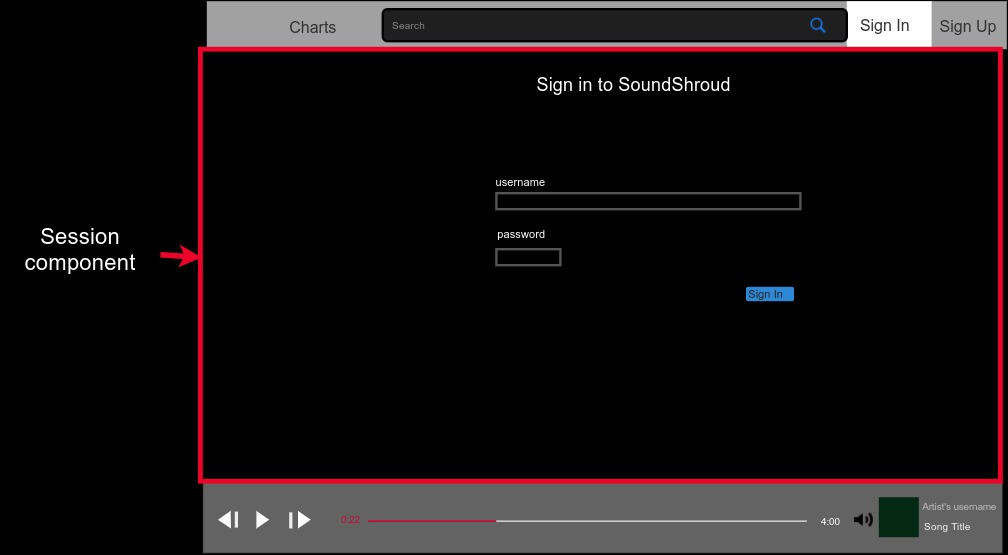 Charts
Search
Sign In
Sign Up
Sign in to SoundShroud
username
password
Sign In
Session
component
0:22
4:00
Artist's username
Song Title